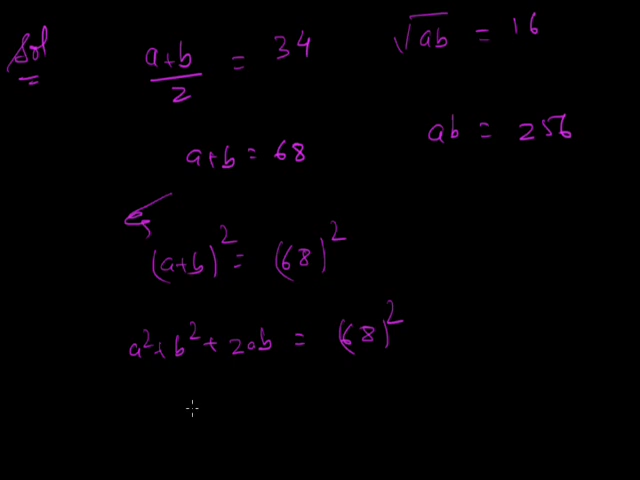 Sol
a+b/2 = 34
√ab = 16
a+b = 68
ab = 256
(a+b)² = (68)²
a²+b²+2ab = (68)²